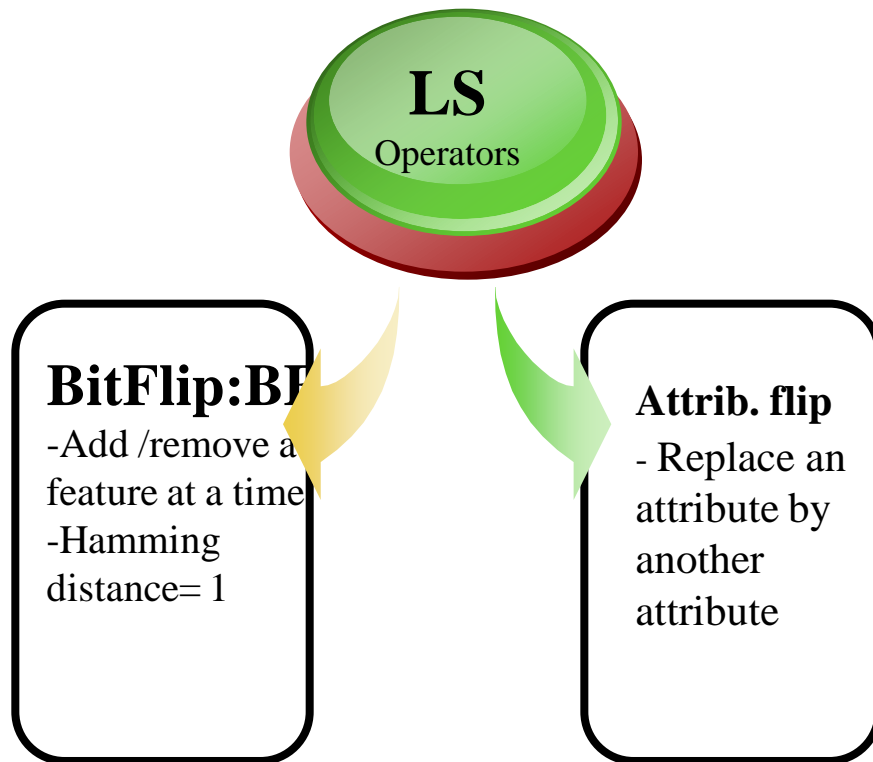 LS
Operators
BitFlip:BF
-Add /remove a
feature at a time
-Hamming
distance= 1
Attrib. flip
- Replace an
attribute by
another
attribute